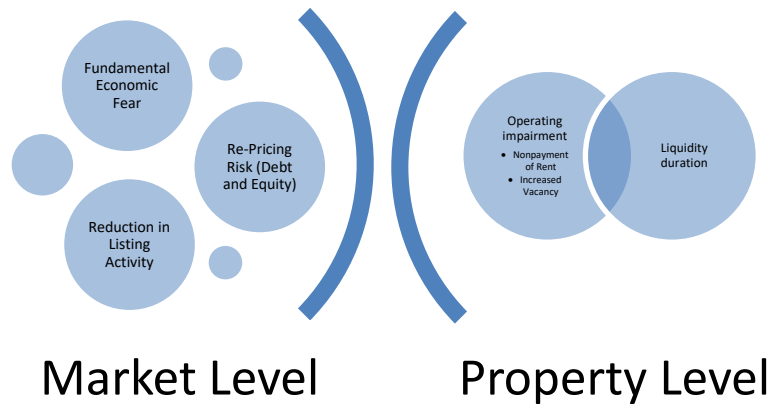 Fundamental
Economic
Fear
Re-Pricing
Risk (Debt
and Equity)
Reduction in
Listing
Activity
Operating
impairment
• Nonpayment
of Rent
• Increased
Vacancy
Liquidity
duration
Market Level
Property Level